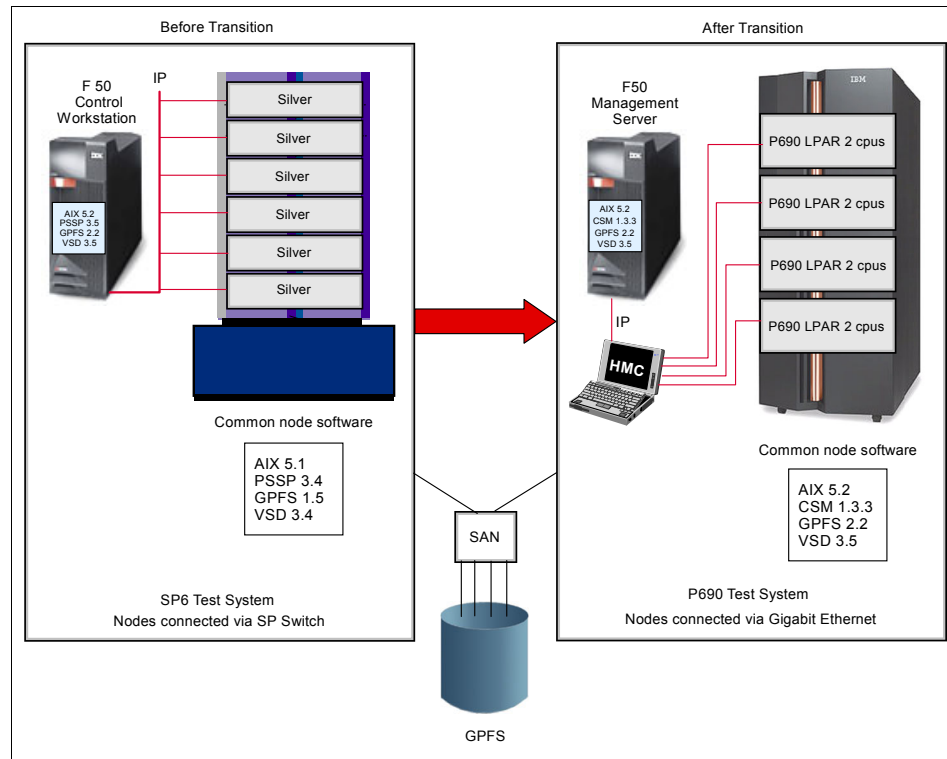 Before Transition
F 50
Control
Workstation
IP
IBM
AIX 5.2
PSSP 3.5
GPFS 2.2
VSD 3.5
Silver
Silver
Silver
Silver
Silver
Silver
Common node software
AIX 5.1
PSSP 3.4
GPFS 1.5
VSD 3.4
SP6 Test System
Nodes connected via SP Switch
After Transition
F50
Management
Server
IBM
AIX 5.2
CSM 1.3.3
GPFS 2.2
VSD 3.5
IP
HMC
IBM
P690 LPAR 2 cpus
P690 LPAR 2 cpus
P690 LPAR 2 cpus
P690 LPAR 2 cpus
Common node software
AIX 5.2
CSM 1.3.3
GPFS 2.2
VSD 3.5
P690 Test System
Nodes connected via Gigabit Ethernet
SAN
GPFS